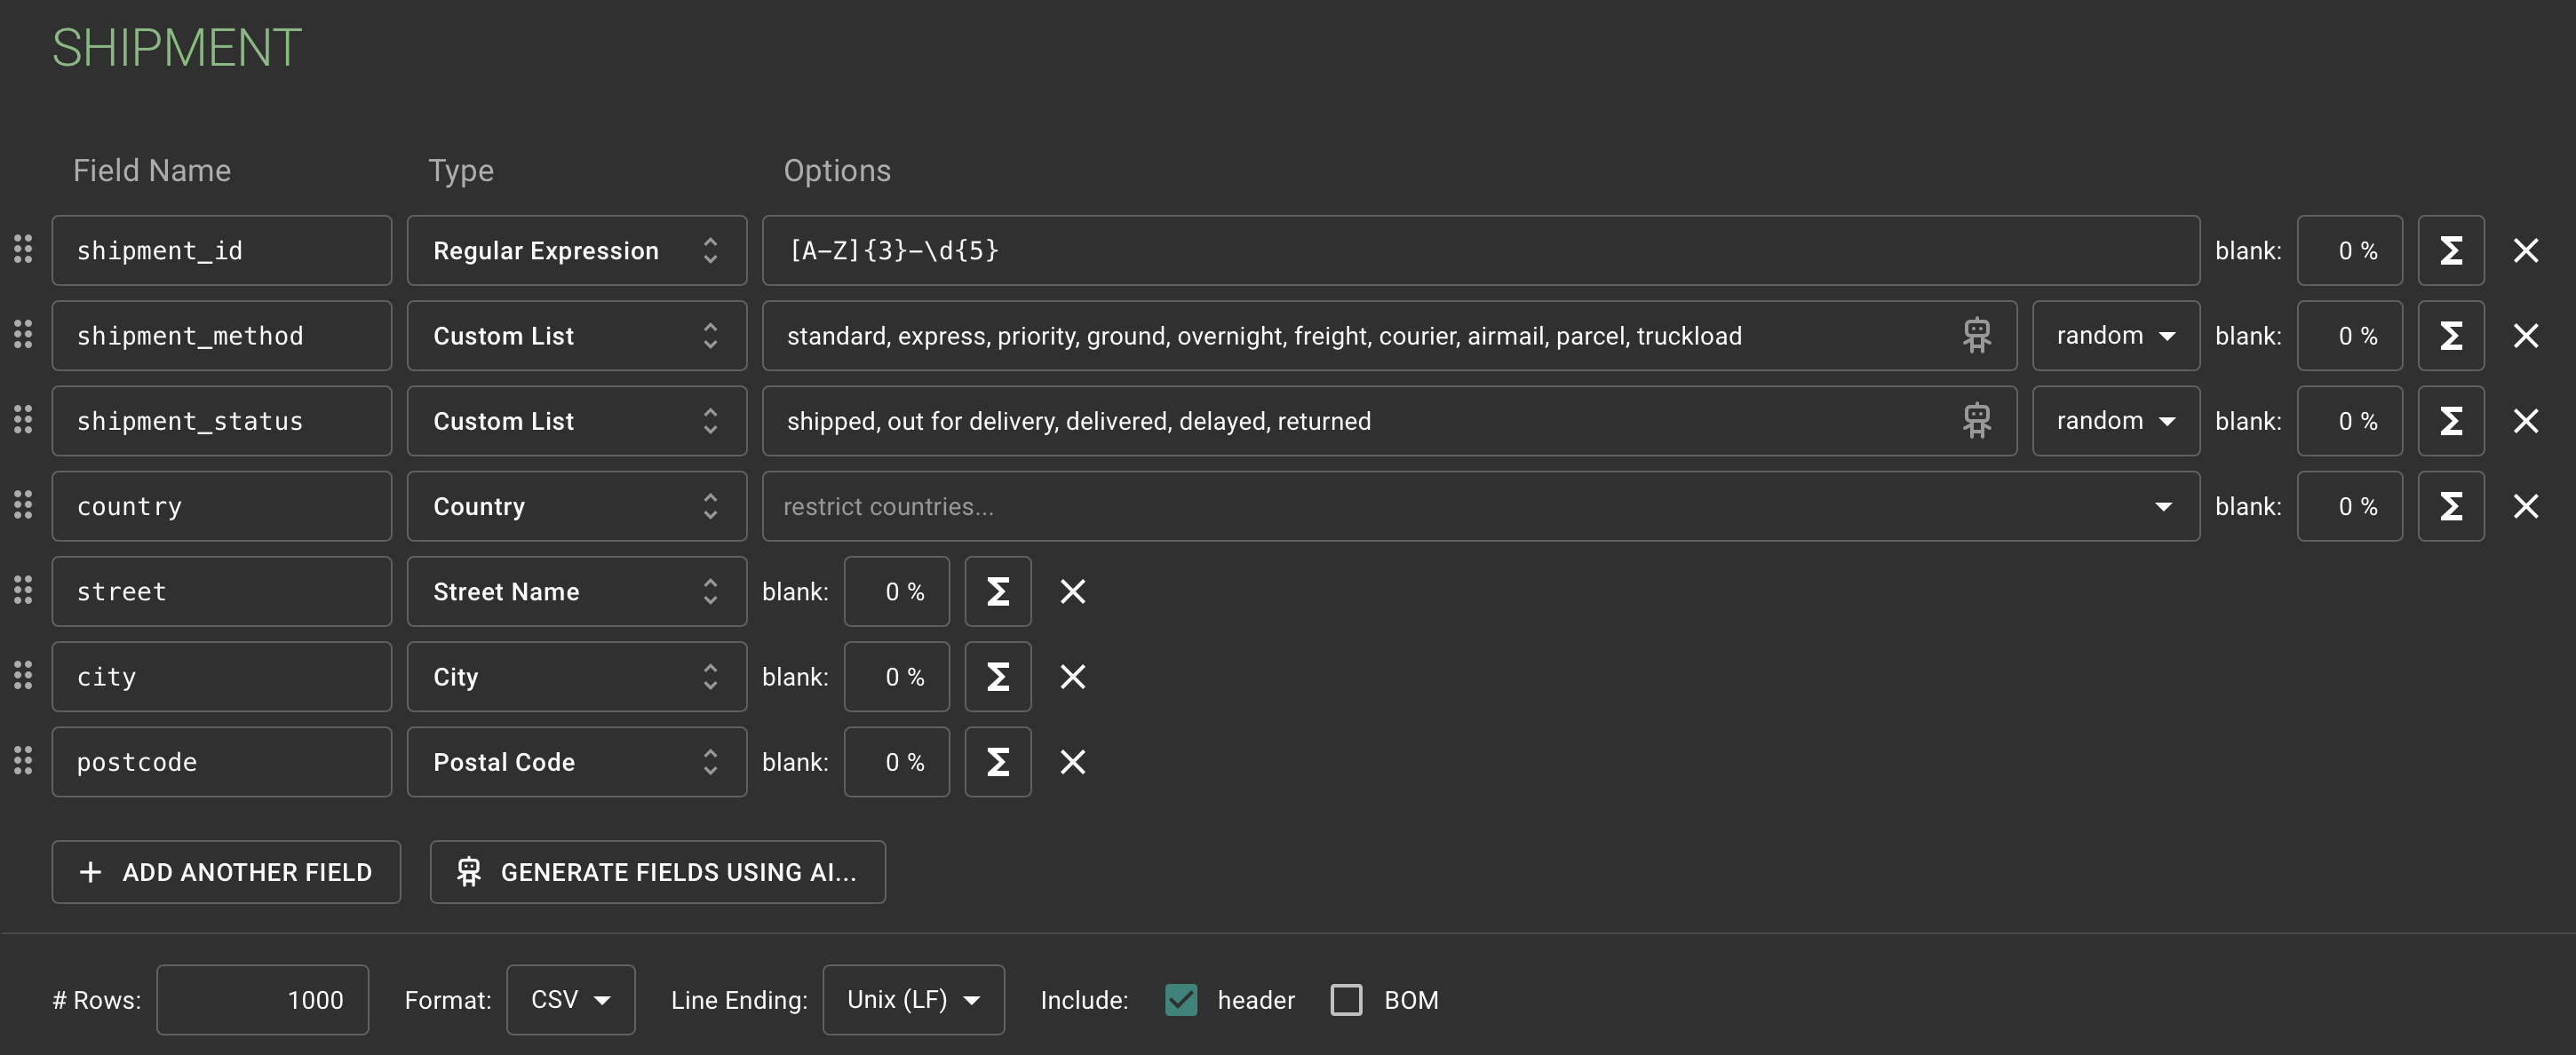 SHIPMENT
Field Name Type Options
shipment_id Regular Expression [A-Z]{3}-\d{5} blank: 0 % Σ
shipment_method Custom List standard, express, priority, ground, overnight, freight, courier, airmail, parcel, truckload random blank: 0 % Σ
shipment_status Custom List shipped, out for delivery, delivered, delayed, returned random blank: 0 % Σ
country Country restrict countries... blank: 0 % Σ
street Street Name blank: 0 % Σ
city City blank: 0 % Σ
postcode Postal Code blank: 0 % Σ
+ ADD ANOTHER FIELD GENERATE FIELDS USING AI...
# Rows: 1000 Format: CSV Line Ending: Unix (LF) Include: header BOM